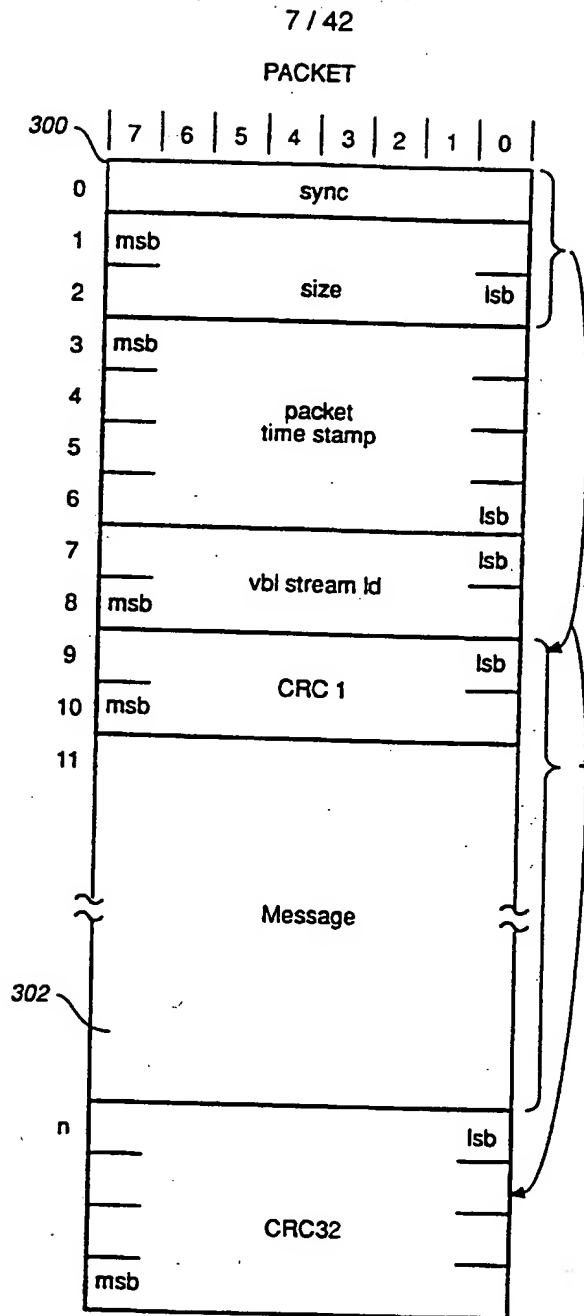 7 / 42
PACKET
300
7 6 5 4 3 2 1 0
0 sync
1 msb
2 size lsb
3 msb
4
packet
time stamp
5
6 lsb
7 lsb
vbl stream Id
8 msb
9 lsb
CRC 1
10 msb
11
Message
302
n lsb
CRC32
msb